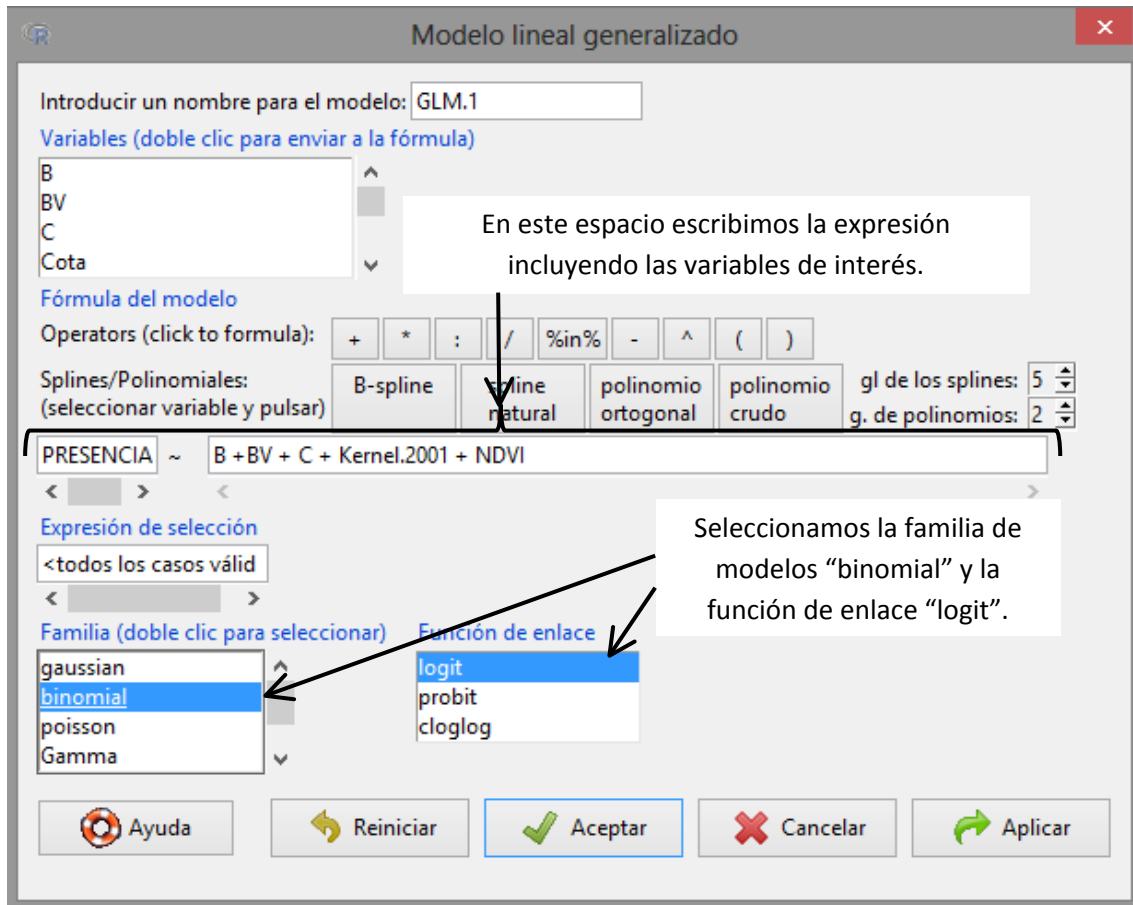 Modelo lineal generalizado
Introducir un nombre para el modelo: GLM.1
Variables (doble clic para enviar a la fórmula)
B
BV
C
Cota
En este espacio escribimos la expresión
incluyendo las variables de interés.
Fórmula del modelo
Operators (click to formula): + * : / %in% - ^ ( )
Splines/Polinomiales:
(seleccionar variable y pulsar)
B-spline
spline
natural
polinomio
ortogonal
polinomio
crudo
gl de los splines: 5
g. de polinomios: 2
PRESENCIA ~ B +BV + C + Kernel.2001 + NDVI
Expresión de selección
<todos los casos válid
Seleccionamos la familia de
modelos “binomial” y la
función de enlace “logit”.
Familia (doble clic para seleccionar)
gaussian
binomial
poisson
Gamma
Función de enlace
logit
probit
cloglog
Ayuda Reiniciar Aceptar Cancelar Aplicar